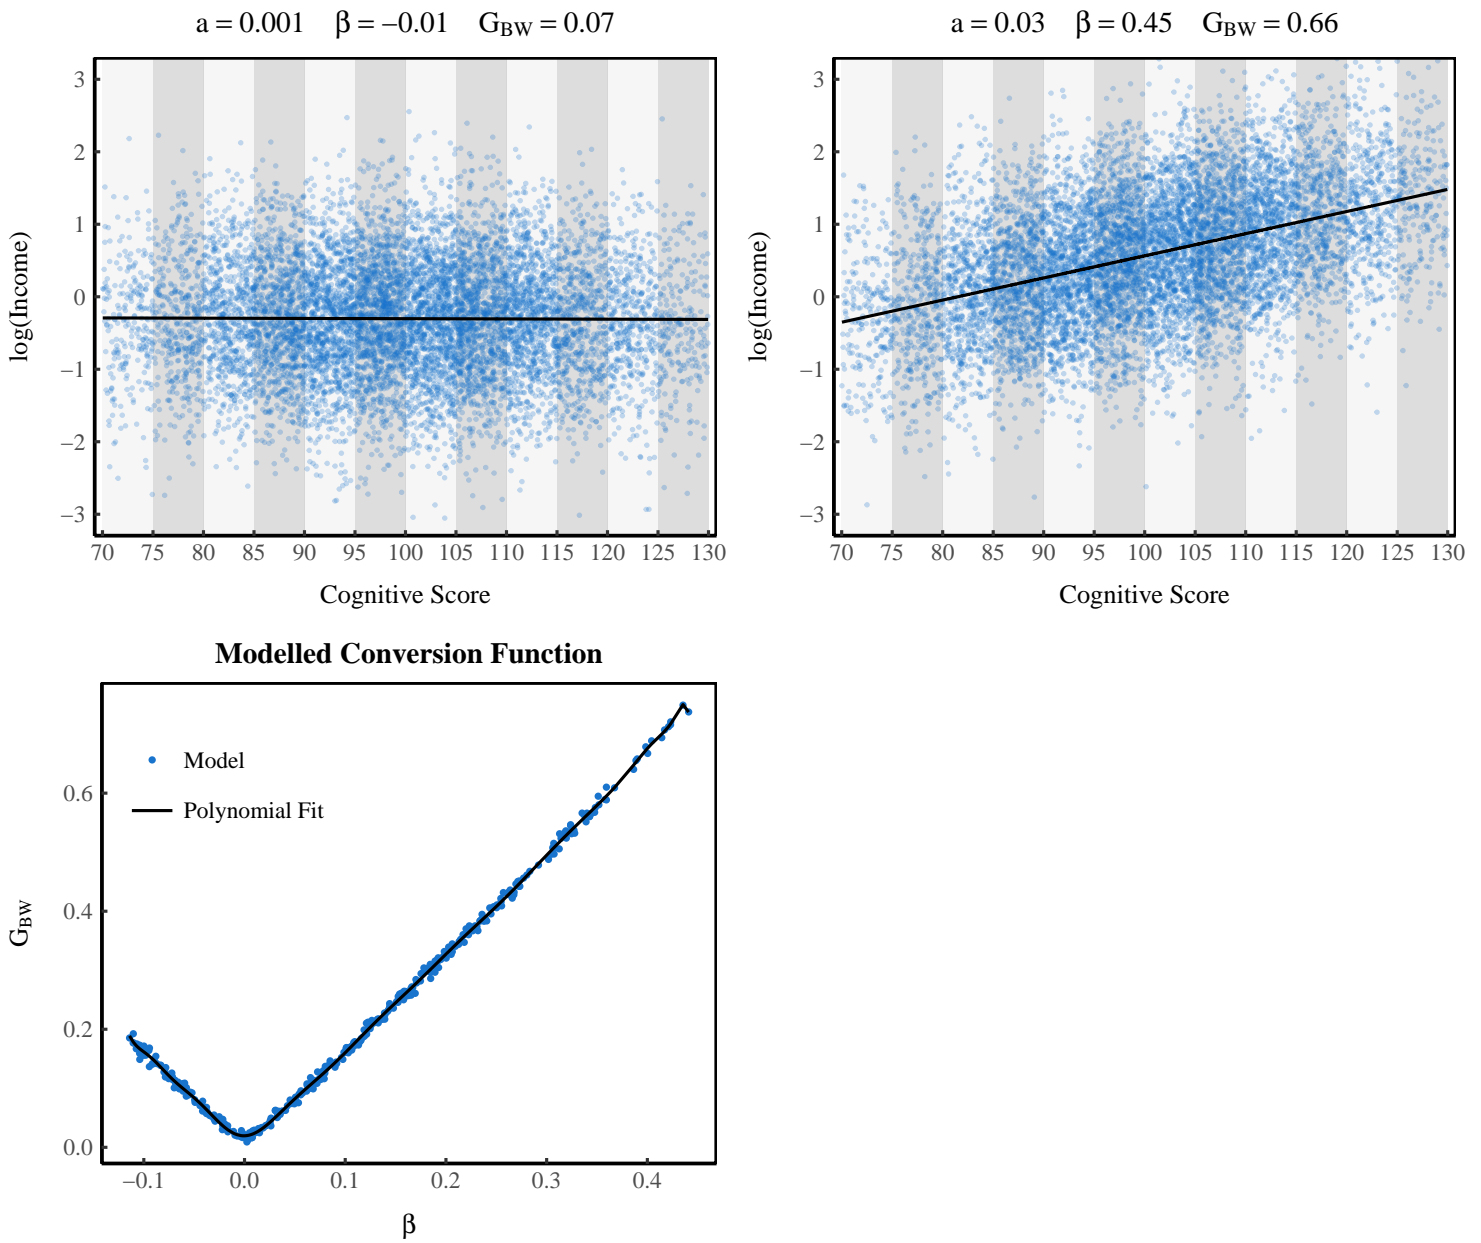 a = 0.001 β = −0.01 G_BW = 0.07
3
2
1
0
−1
−2
−3
log(Income)
70 75 80 85 90 95 100 105 110 115 120 125 130
Cognitive Score
a = 0.03 β = 0.45 G_BW = 0.66
3
2
1
0
−1
−2
−3
log(Income)
70 75 80 85 90 95 100 105 110 115 120 125 130
Cognitive Score
Modelled Conversion Function
Model
Polynomial Fit
0.6
0.4
0.2
0.0
G_BW
−0.1 0.0 0.1 0.2 0.3 0.4
β